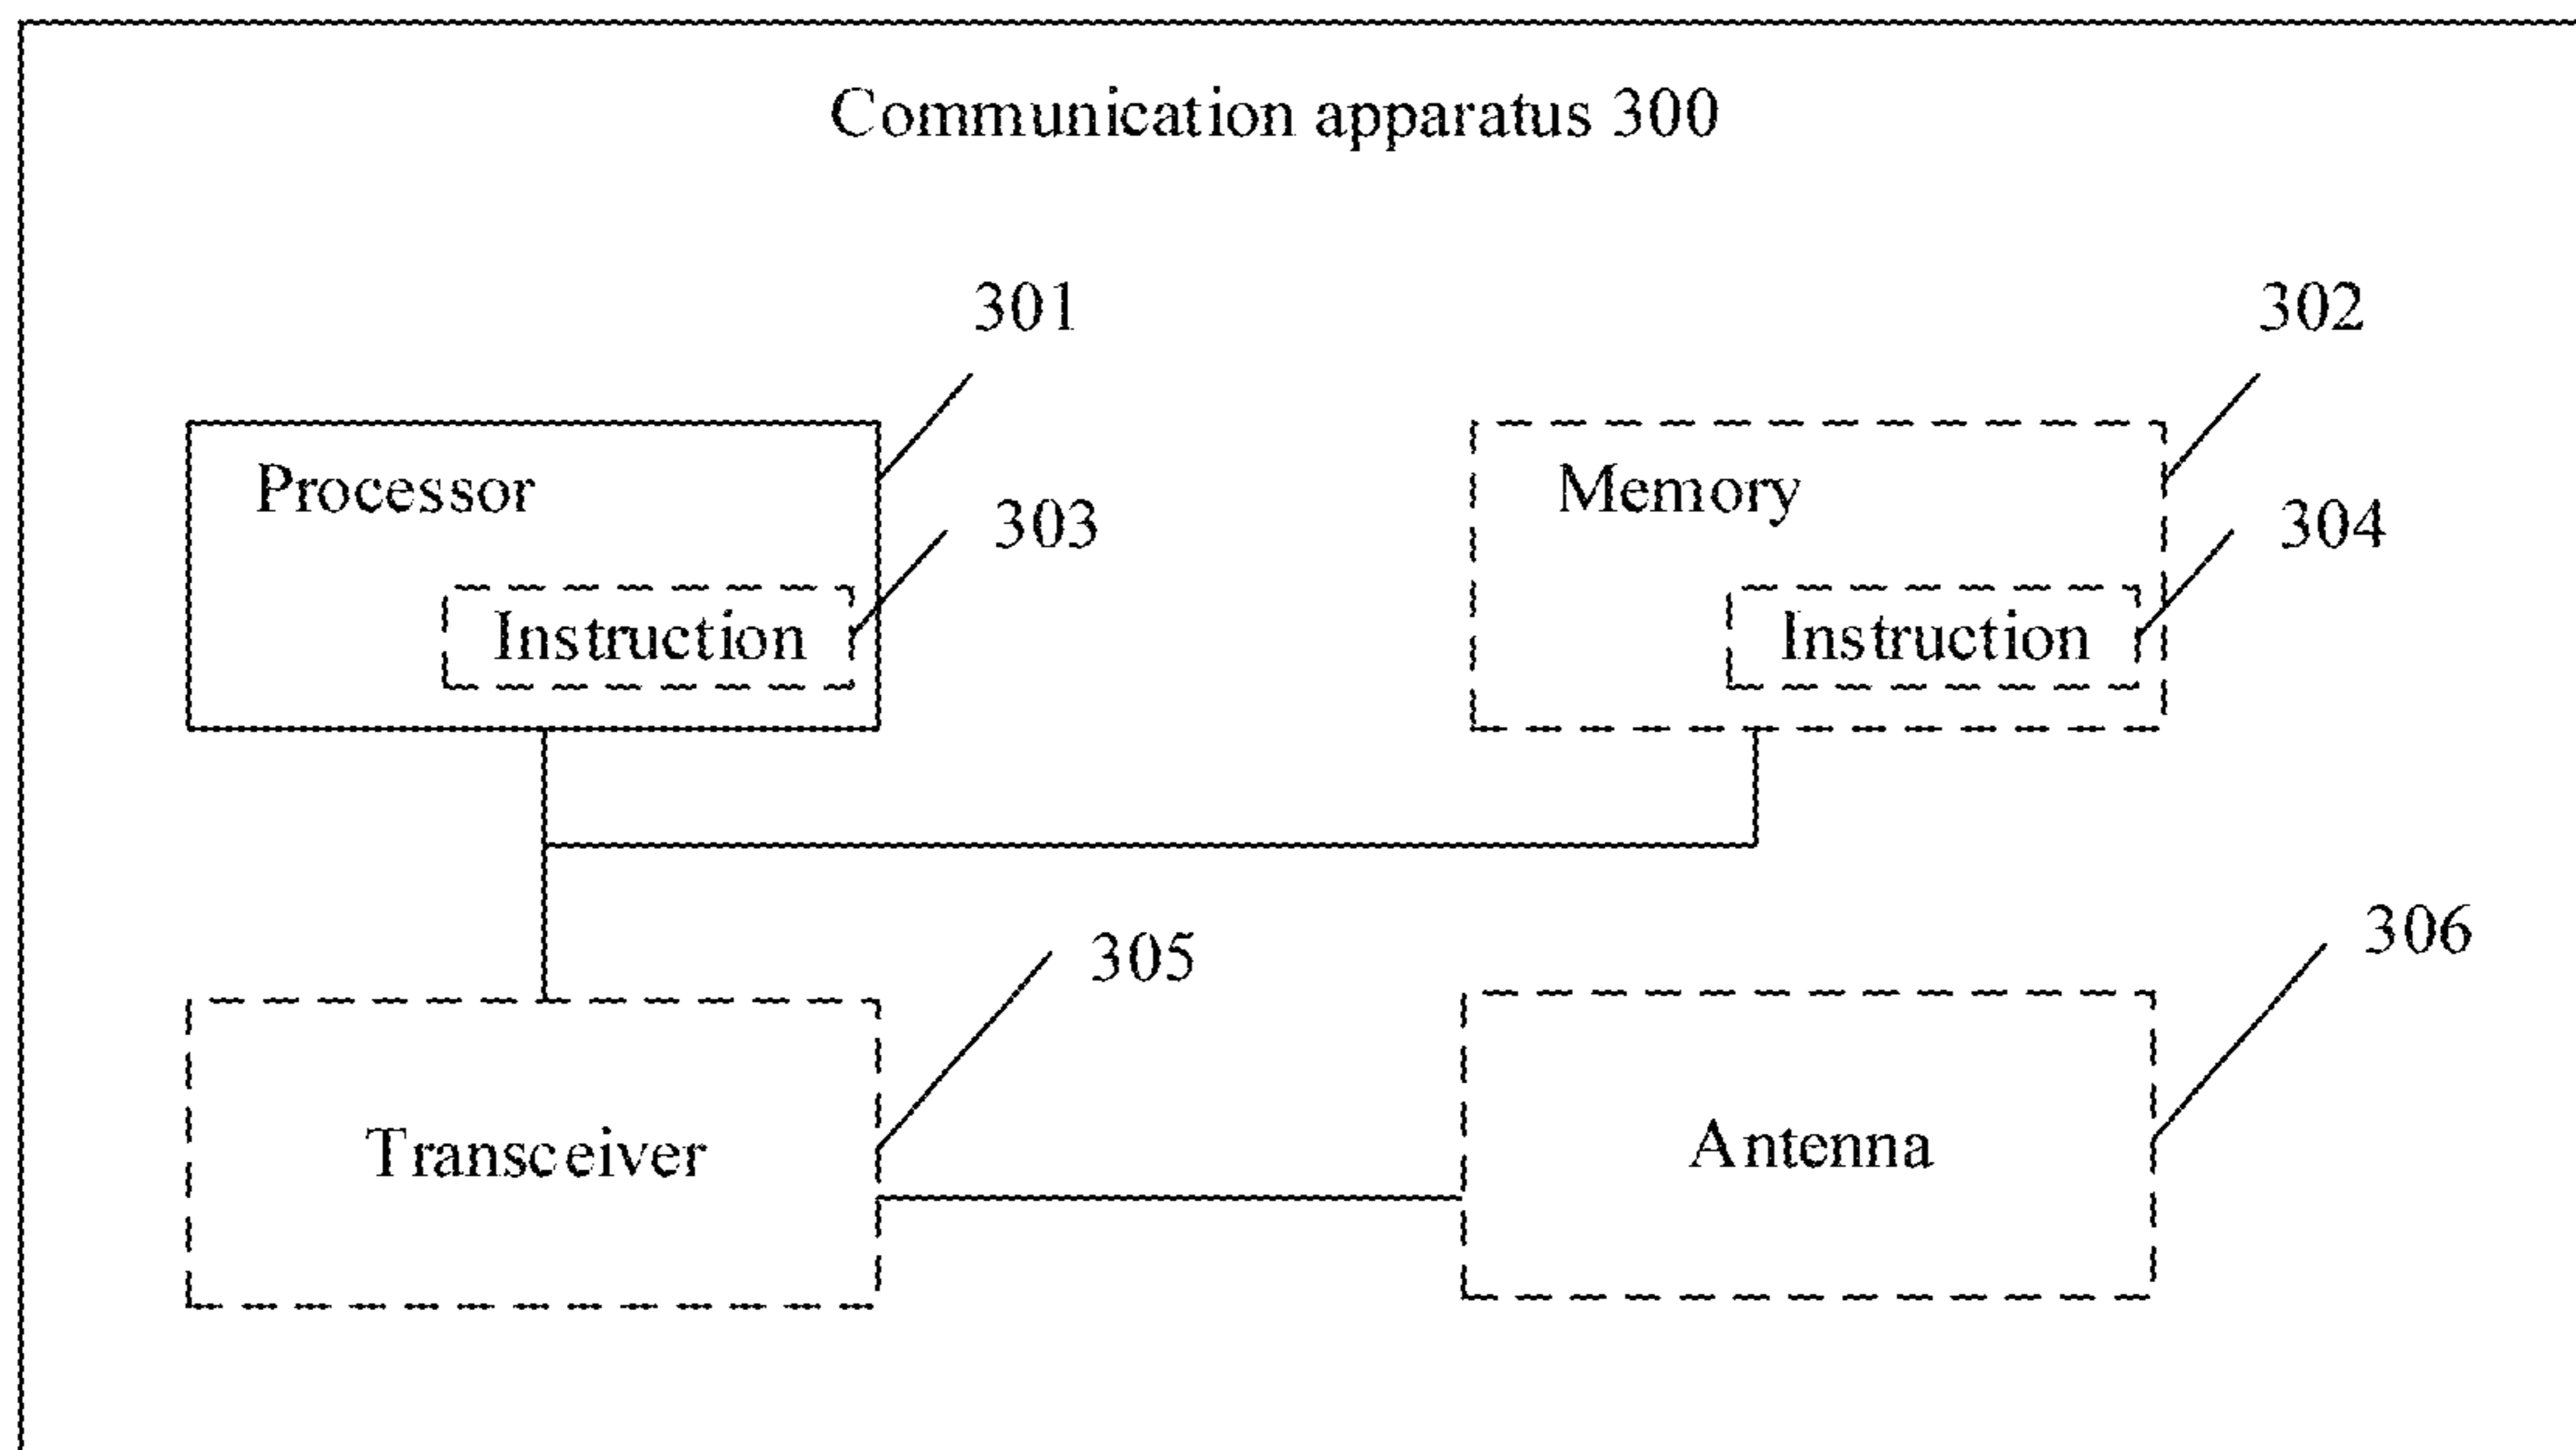 Communication apparatus 300
301
302
Processor
Memory
303
304
Instruction
Instruction
305
306
Transceiver
Antenna